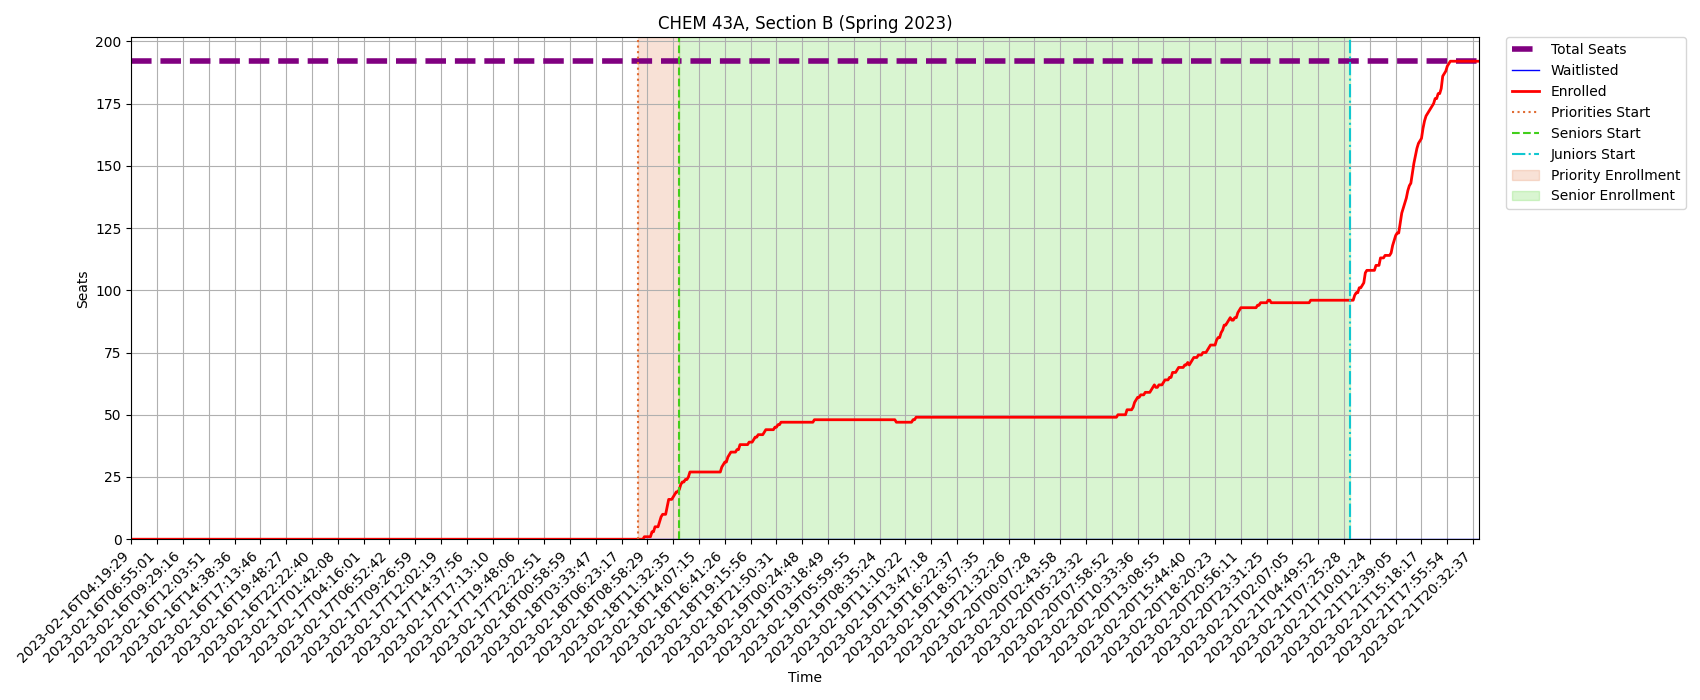 CHEM 43A, Section B (Spring 2023)
200
175
150
125
100
75
50
25
0
Seats
Total Seats
Waitlisted
Enrolled
Priorities Start
Seniors Start
Juniors Start
Priority Enrollment
Senior Enrollment
2023-02-16T04:19:29
2023-02-16T06:55:01
2023-02-16T09:29:16
2023-02-16T12:03:51
2023-02-16T14:38:36
2023-02-16T17:13:46
2023-02-16T19:48:27
2023-02-16T22:22:40
2023-02-17T01:42:08
2023-02-17T04:16:01
2023-02-17T06:52:42
2023-02-17T09:26:59
2023-02-17T12:02:19
2023-02-17T14:37:56
2023-02-17T17:13:10
2023-02-17T19:48:06
2023-02-17T22:22:51
2023-02-18T00:58:59
2023-02-18T03:33:47
2023-02-18T06:23:17
2023-02-18T08:58:29
2023-02-18T11:32:35
2023-02-18T14:07:15
2023-02-18T16:41:26
2023-02-18T19:15:56
2023-02-18T21:50:31
2023-02-19T00:24:48
2023-02-19T03:18:49
2023-02-19T05:59:55
2023-02-19T08:35:24
2023-02-19T11:10:22
2023-02-19T13:47:18
2023-02-19T16:22:37
2023-02-19T18:57:35
2023-02-19T21:32:26
2023-02-20T00:07:28
2023-02-20T02:43:58
2023-02-20T05:23:32
2023-02-20T07:58:52
2023-02-20T10:33:36
2023-02-20T13:08:55
2023-02-20T15:44:40
2023-02-20T18:20:23
2023-02-20T20:56:11
2023-02-20T23:31:25
2023-02-21T02:07:05
2023-02-21T04:49:52
2023-02-21T07:25:28
2023-02-21T10:01:24
2023-02-21T12:39:05
2023-02-21T15:18:17
2023-02-21T17:55:54
2023-02-21T20:32:37
Time